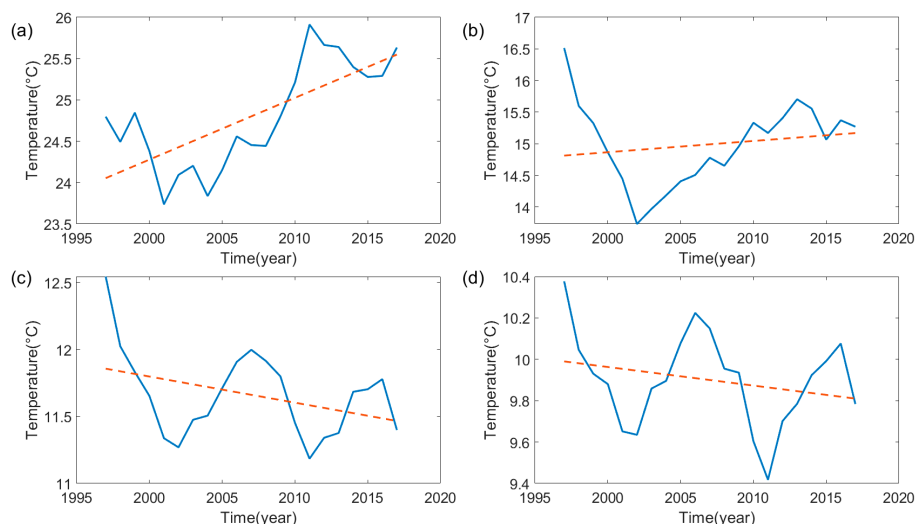 (a)
Temperature(°C)
26
25.5
25
24.5
24
23.5
1995 2000 2005 2010 2015 2020
Time(year)
(b)
Temperature(°C)
17
16.5
16
15.5
15
14.5
14
1995 2000 2005 2010 2015 2020
Time(year)
(c)
Temperature(°C)
12.5
12
11.5
11
1995 2000 2005 2010 2015 2020
Time(year)
(d)
Temperature(°C)
10.4
10.2
10
9.8
9.6
9.4
1995 2000 2005 2010 2015 2020
Time(year)